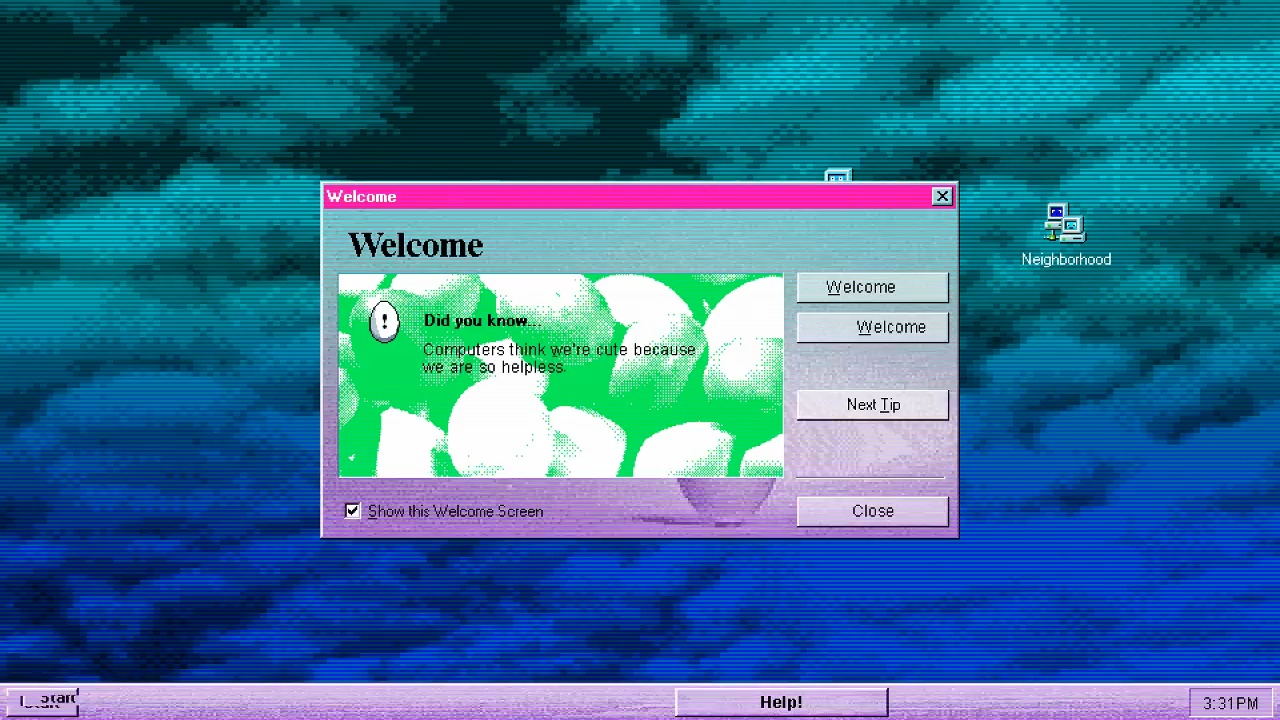 Welcome
Welcome
Did you know...
Computers think we're cute because
we are so helpless.
Welcome
Welcome
Next Tip
Show this Welcome Screen
Close
Neighborhood
Start
Help!
3:31PM